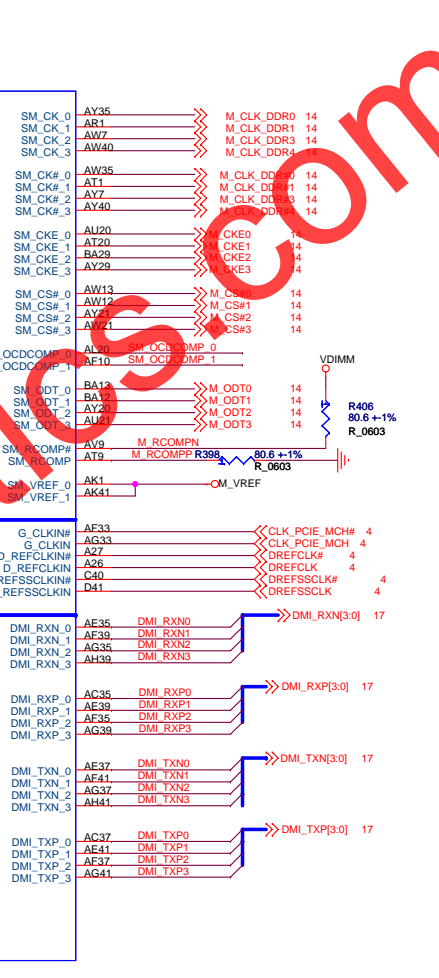 SM_CK_0 AY35 M_CLK_DDR0 14
SM_CK_1 AR1 M_CLK_DDR1 14
SM_CK_2 AW7 M_CLK_DDR3 14
SM_CK_3 AW40 M_CLK_DDR4 14
SM_CK#_0 AW35 M_CLK_DDR#0 14
SM_CK#_1 AT1 M_CLK_DDR#1 14
SM_CK#_2 AY7 M_CLK_DDR#3 14
SM_CK#_3 AY40 M_CLK_DDR#4 14
SM_CKE_0 AU20 M_CKE0 14
SM_CKE_1 AT20 M_CKE1 14
SM_CKE_2 BA29 M_CKE2 14
SM_CKE_3 AY29 M_CKE3 14
SM_CS#_0 AW13 M_CS#0 14
SM_CS#_1 AW12 M_CS#1 14
SM_CS#_2 AY21 M_CS#2 14
SM_CS#_3 AW21 M_CS#3 14
_OCDCOMP_0 AL20 SM_OCDCOMP_0
OCDCOMP_1 AF10 SM_OCDCOMP_1
VDIMM
SM_ODT_0 BA13 M_ODT0 14
SM_ODT_1 BA12 M_ODT1 14
SM_ODT_2 AY20 M_ODT2 14
SM_ODT_3 AU21 M_ODT3 14
R406
80.6 +-1%
R_0603
SM_RCOMP# AV9 M_RCOMPN
SM_RCOMP AT9 M_RCOMPP R398 80.6 +-1%
R_0603
SM_VREF_0 AK1 M_VREF
SM_VREF_1 AK41
G_CLKIN# AF33 CLK_PCIE_MCH# 4
G_CLKIN AG33 CLK_PCIE_MCH 4
D_REFCLKIN# A27 DREFCLK# 4
D_REFCLKIN A26 DREFCLK 4
REFSSCLKIN# C40 DREFSSCLK# 4
REFSSCLKIN D41 DREFSSCLK 4
DMI_RXN_0 AE35 DMI_RXN0 DMI_RXN[3:0] 17
DMI_RXN_1 AF39 DMI_RXN1
DMI_RXN_2 AG35 DMI_RXN2
DMI_RXN_3 AH39 DMI_RXN3
DMI_RXP_0 AC35 DMI_RXP0 DMI_RXP[3:0] 17
DMI_RXP_1 AE39 DMI_RXP1
DMI_RXP_2 AF35 DMI_RXP2
DMI_RXP_3 AG39 DMI_RXP3
DMI_TXN_0 AE37 DMI_TXN0 DMI_TXN[3:0] 17
DMI_TXN_1 AF41 DMI_TXN1
DMI_TXN_2 AG37 DMI_TXN2
DMI_TXN_3 AH41 DMI_TXN3
DMI_TXP_0 AC37 DMI_TXP0 DMI_TXP[3:0] 17
DMI_TXP_1 AE41 DMI_TXP1
DMI_TXP_2 AF37 DMI_TXP2
DMI_TXP_3 AG41 DMI_TXP3
os.com